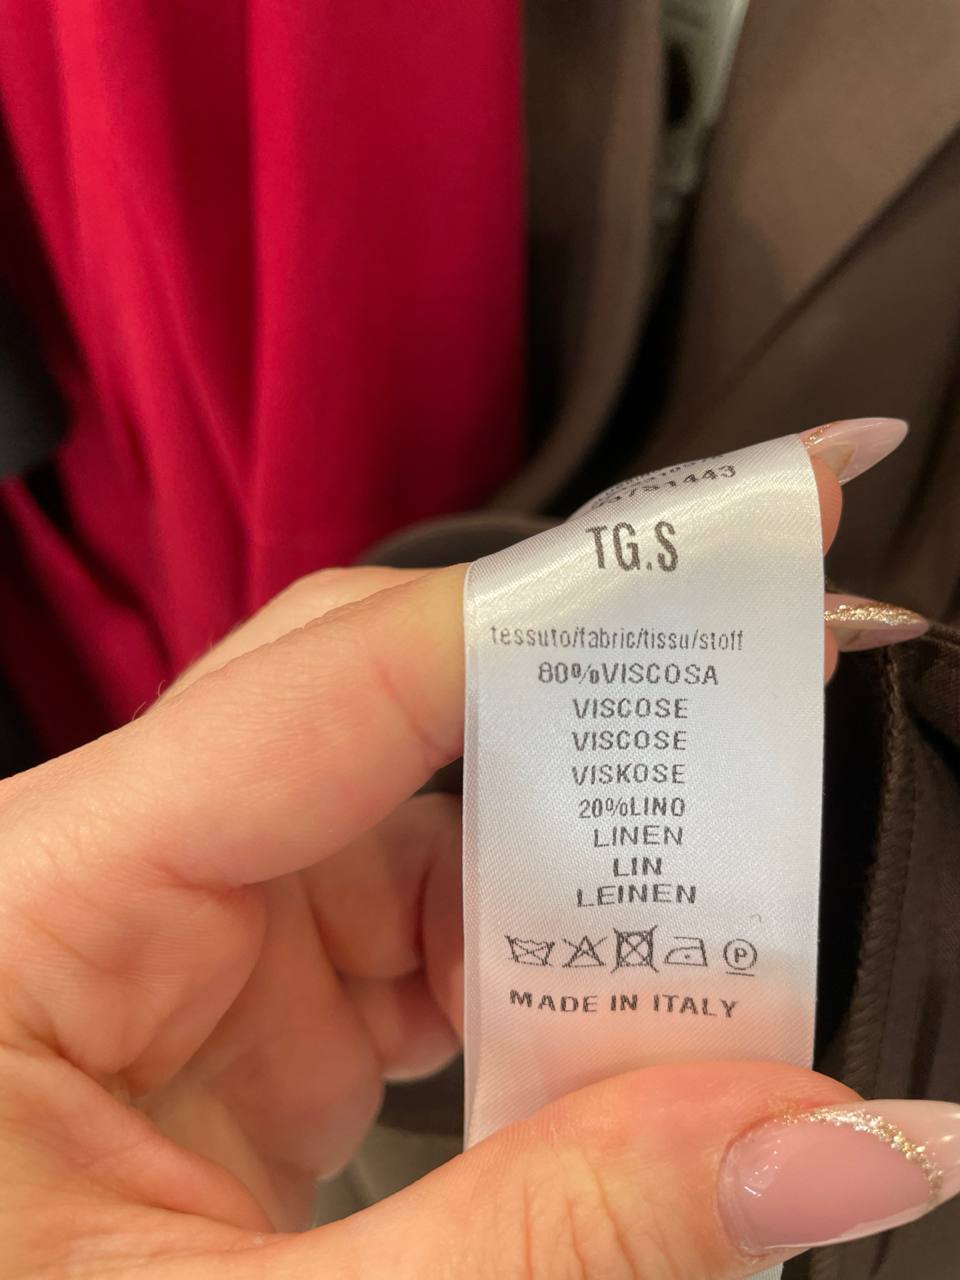 TG.S
tessuto/fabric/tissu/stoff
80%VISCOSA
VISCOSE
VISCOSE
VISKOSE
20%LINO
LINEN
LIN
LEINEN
P
MADE IN ITALY